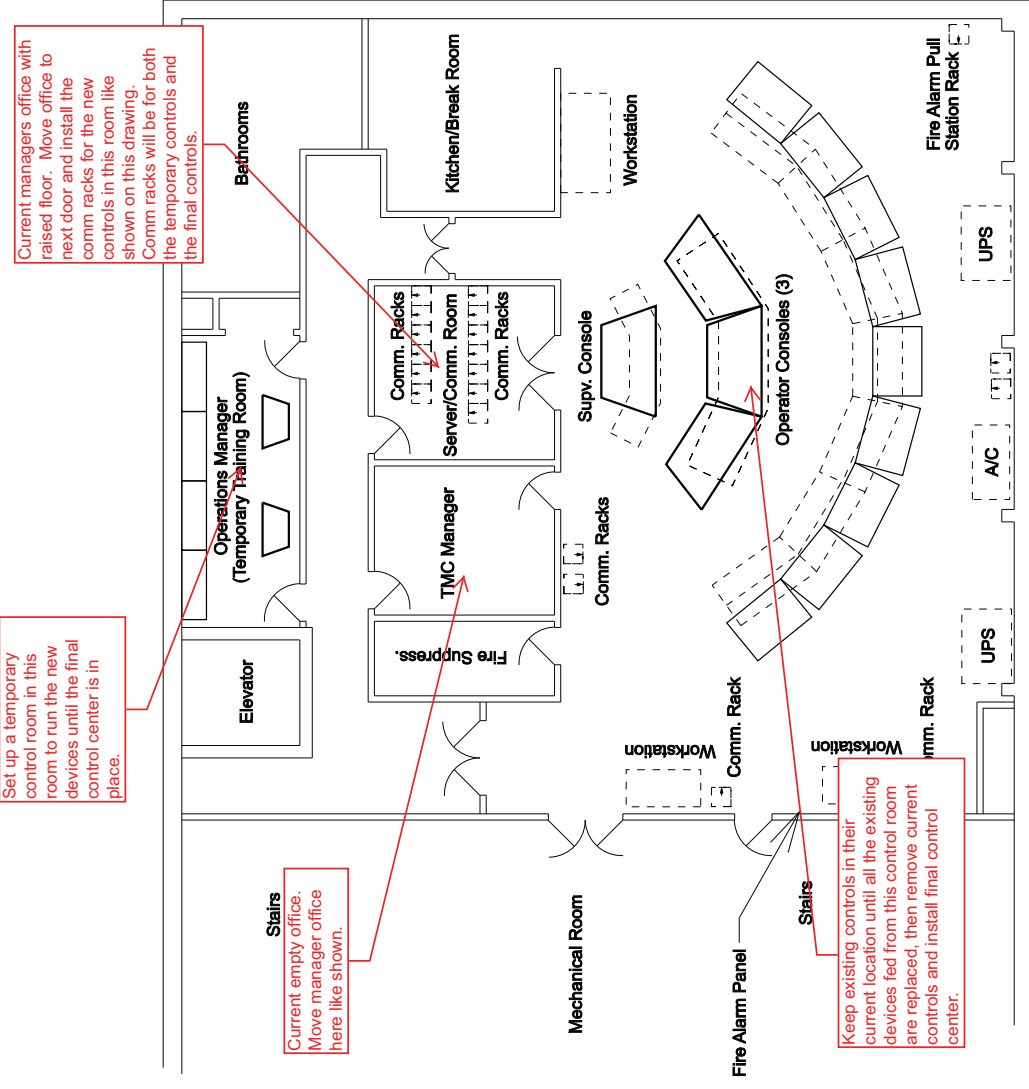 Current managers office with
raised floor. Move office to
next door and install the
comm racks for the new
controls in this room like
shown on this drawing.
Comm racks will be for both
the temporary controls and
the final controls.
Set up a temporary
control room in this
room to run the new
devices until the final
control center is in
place.
Current empty office.
Move manager office
here like shown.
Keep existing controls in their
current location until all the existing
devices fed from this control room
are replaced, then remove current
controls and install final control
center.
Bathrooms
Kitchen/Break Room
Workstation
Fire Alarm Pull
Station Rack
UPS
Operations Manager
(Temporary Training Room)
Comm. Racks
Server/Comm. Room
Comm. Racks
Supv. Console
Operator Consoles (3)
A/C
TMC Manager
Comm. Racks
Fire Suppress.
Elevator
UPS
Workstation
Comm. Rack
Workstation
omm. Rack
Stairs
Mechanical Room
Stairs
Fire Alarm Panel